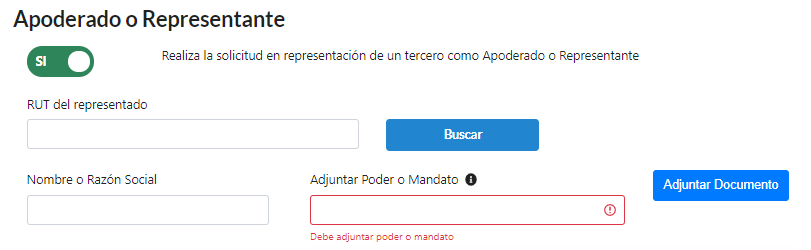 Apoderado o Representante
SI
Realiza la solicitud en representación de un tercero como Apoderado o Representante
RUT del representado
Buscar
Nombre o Razón Social
Adjuntar Poder o Mandato
Adjuntar Documento
Debe adjuntar poder o mandato